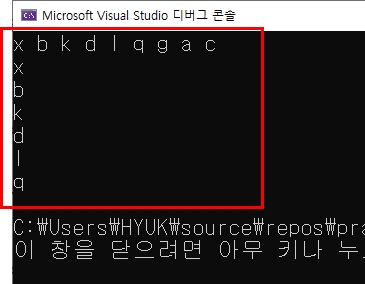 Microsoft Visual Studio 디버그 콘솔
x b k d l q g a c
x
b
k
d
l
q
C:₩Users₩HYUK₩source₩repos₩pra
이 창을 닫으려면 아무 키나 누